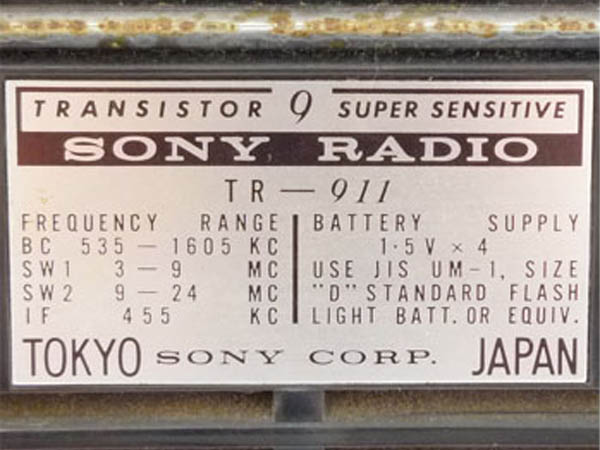 TRANSISTOR 9 SUPER SENSITIVE
SONY RADIO
TR — 911
FREQUENCY RANGE
BC 535 — 1605 KC
SW1 3 — 9 MC
SW2 9 — 24 MC
IF 455 KC
BATTERY SUPPLY
1·5 V × 4
USE JIS UM-1, SIZE
"D" STANDARD FLASH
LIGHT BATT. OR EQUIV.
TOKYO SONY CORP. JAPAN